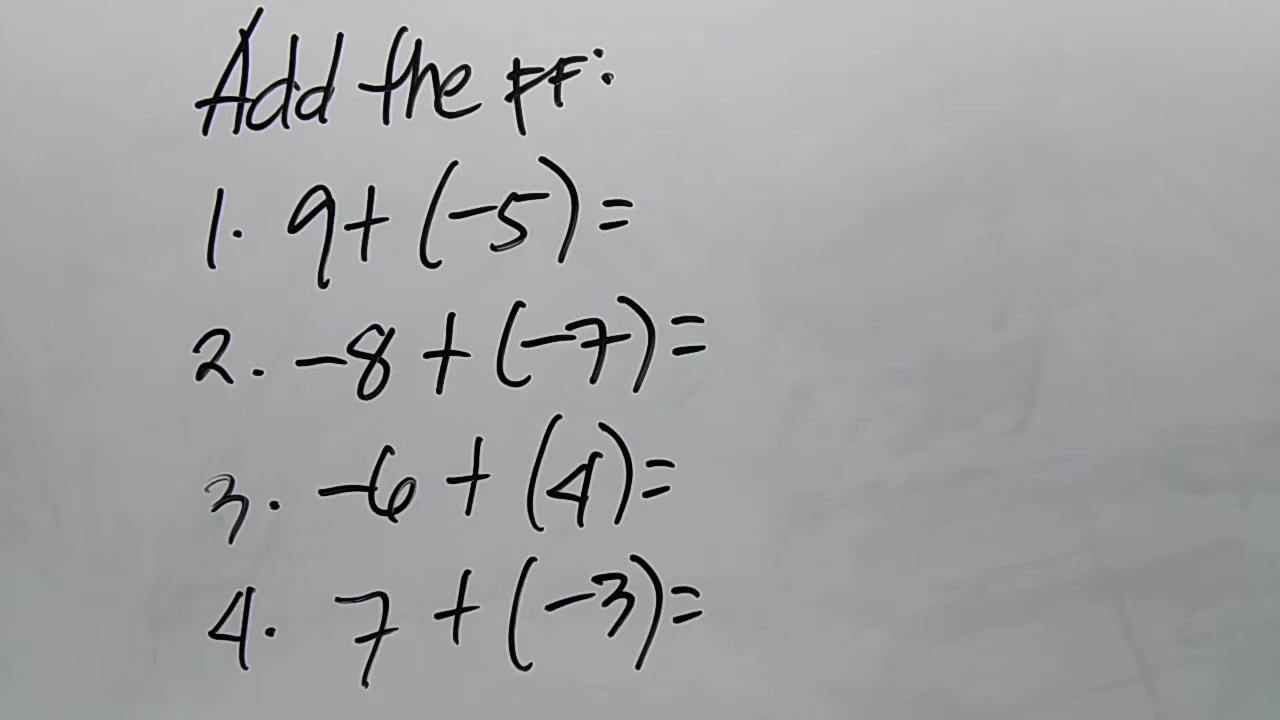 Add the FF:
1. 9 + (-5) =
2. -8 + (-7) =
3. -6 + (4) =
4. 7 + (-3) =